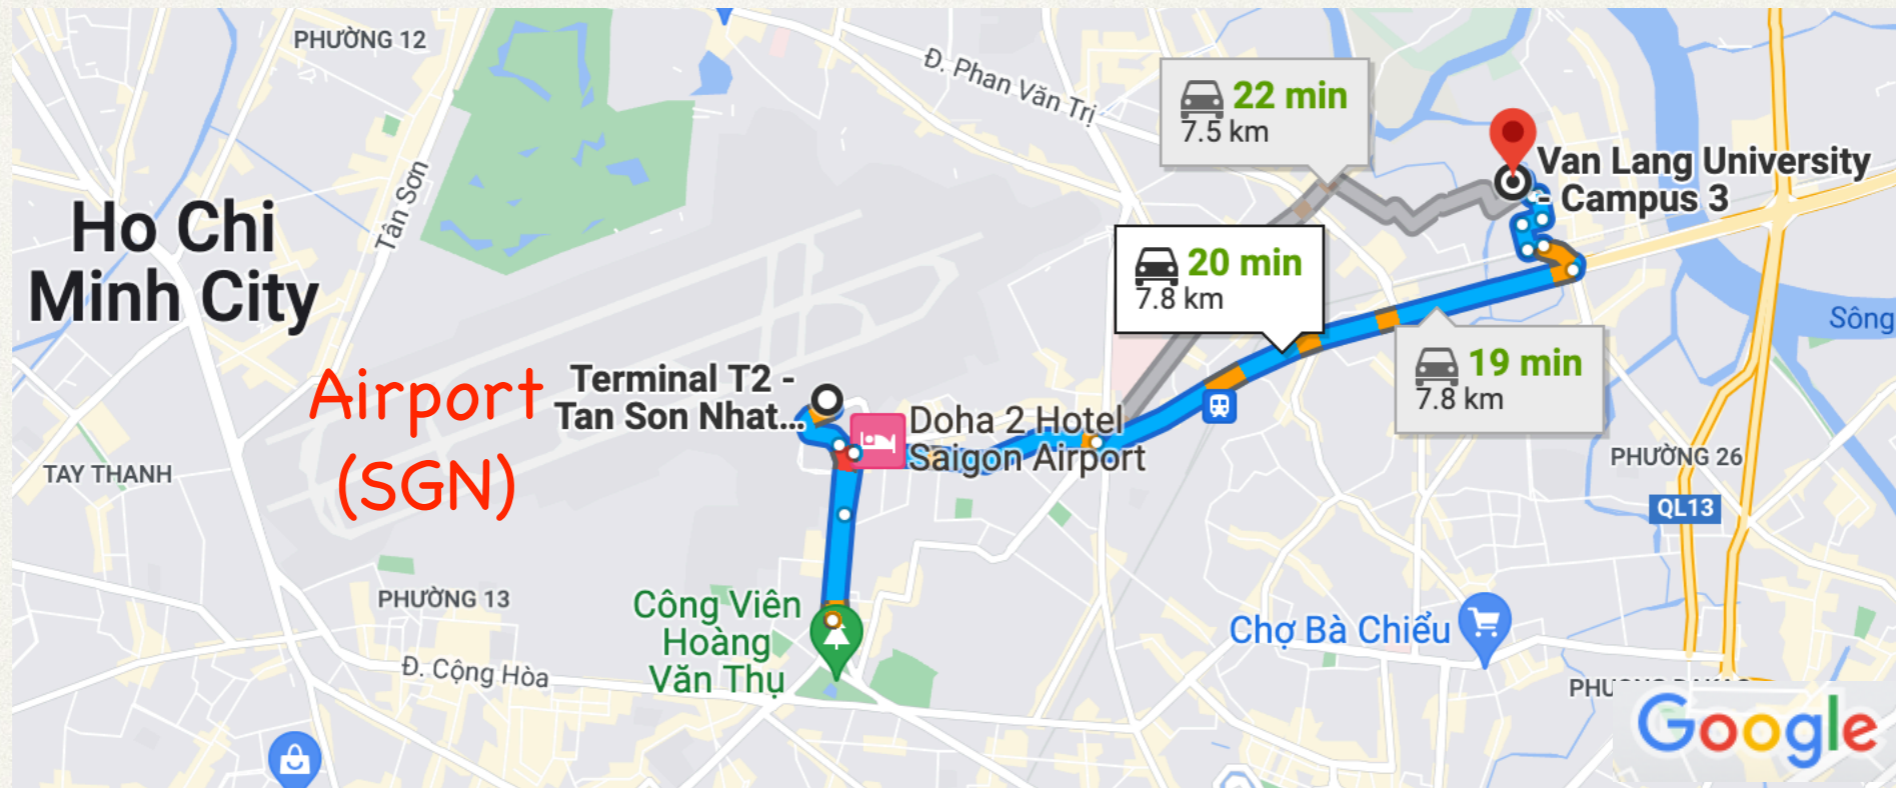 PHƯỜNG 12
Đ. Phan Văn Trị
22 min
7.5 km
Van Lang University
- Campus 3
Tân Sơn
Ho Chi
Minh City
20 min
7.8 km
Sông
19 min
7.8 km
Airport
(SGN)
Terminal T2 -
Tan Son Nhat...
Doha 2 Hotel
Saigon Airport
TAY THANH
PHƯỜNG 26
QL13
PHƯỜNG 13
Công Viên
Hoàng
Văn Thụ
Chợ Bà Chiểu
Đ. Cộng Hòa
Google